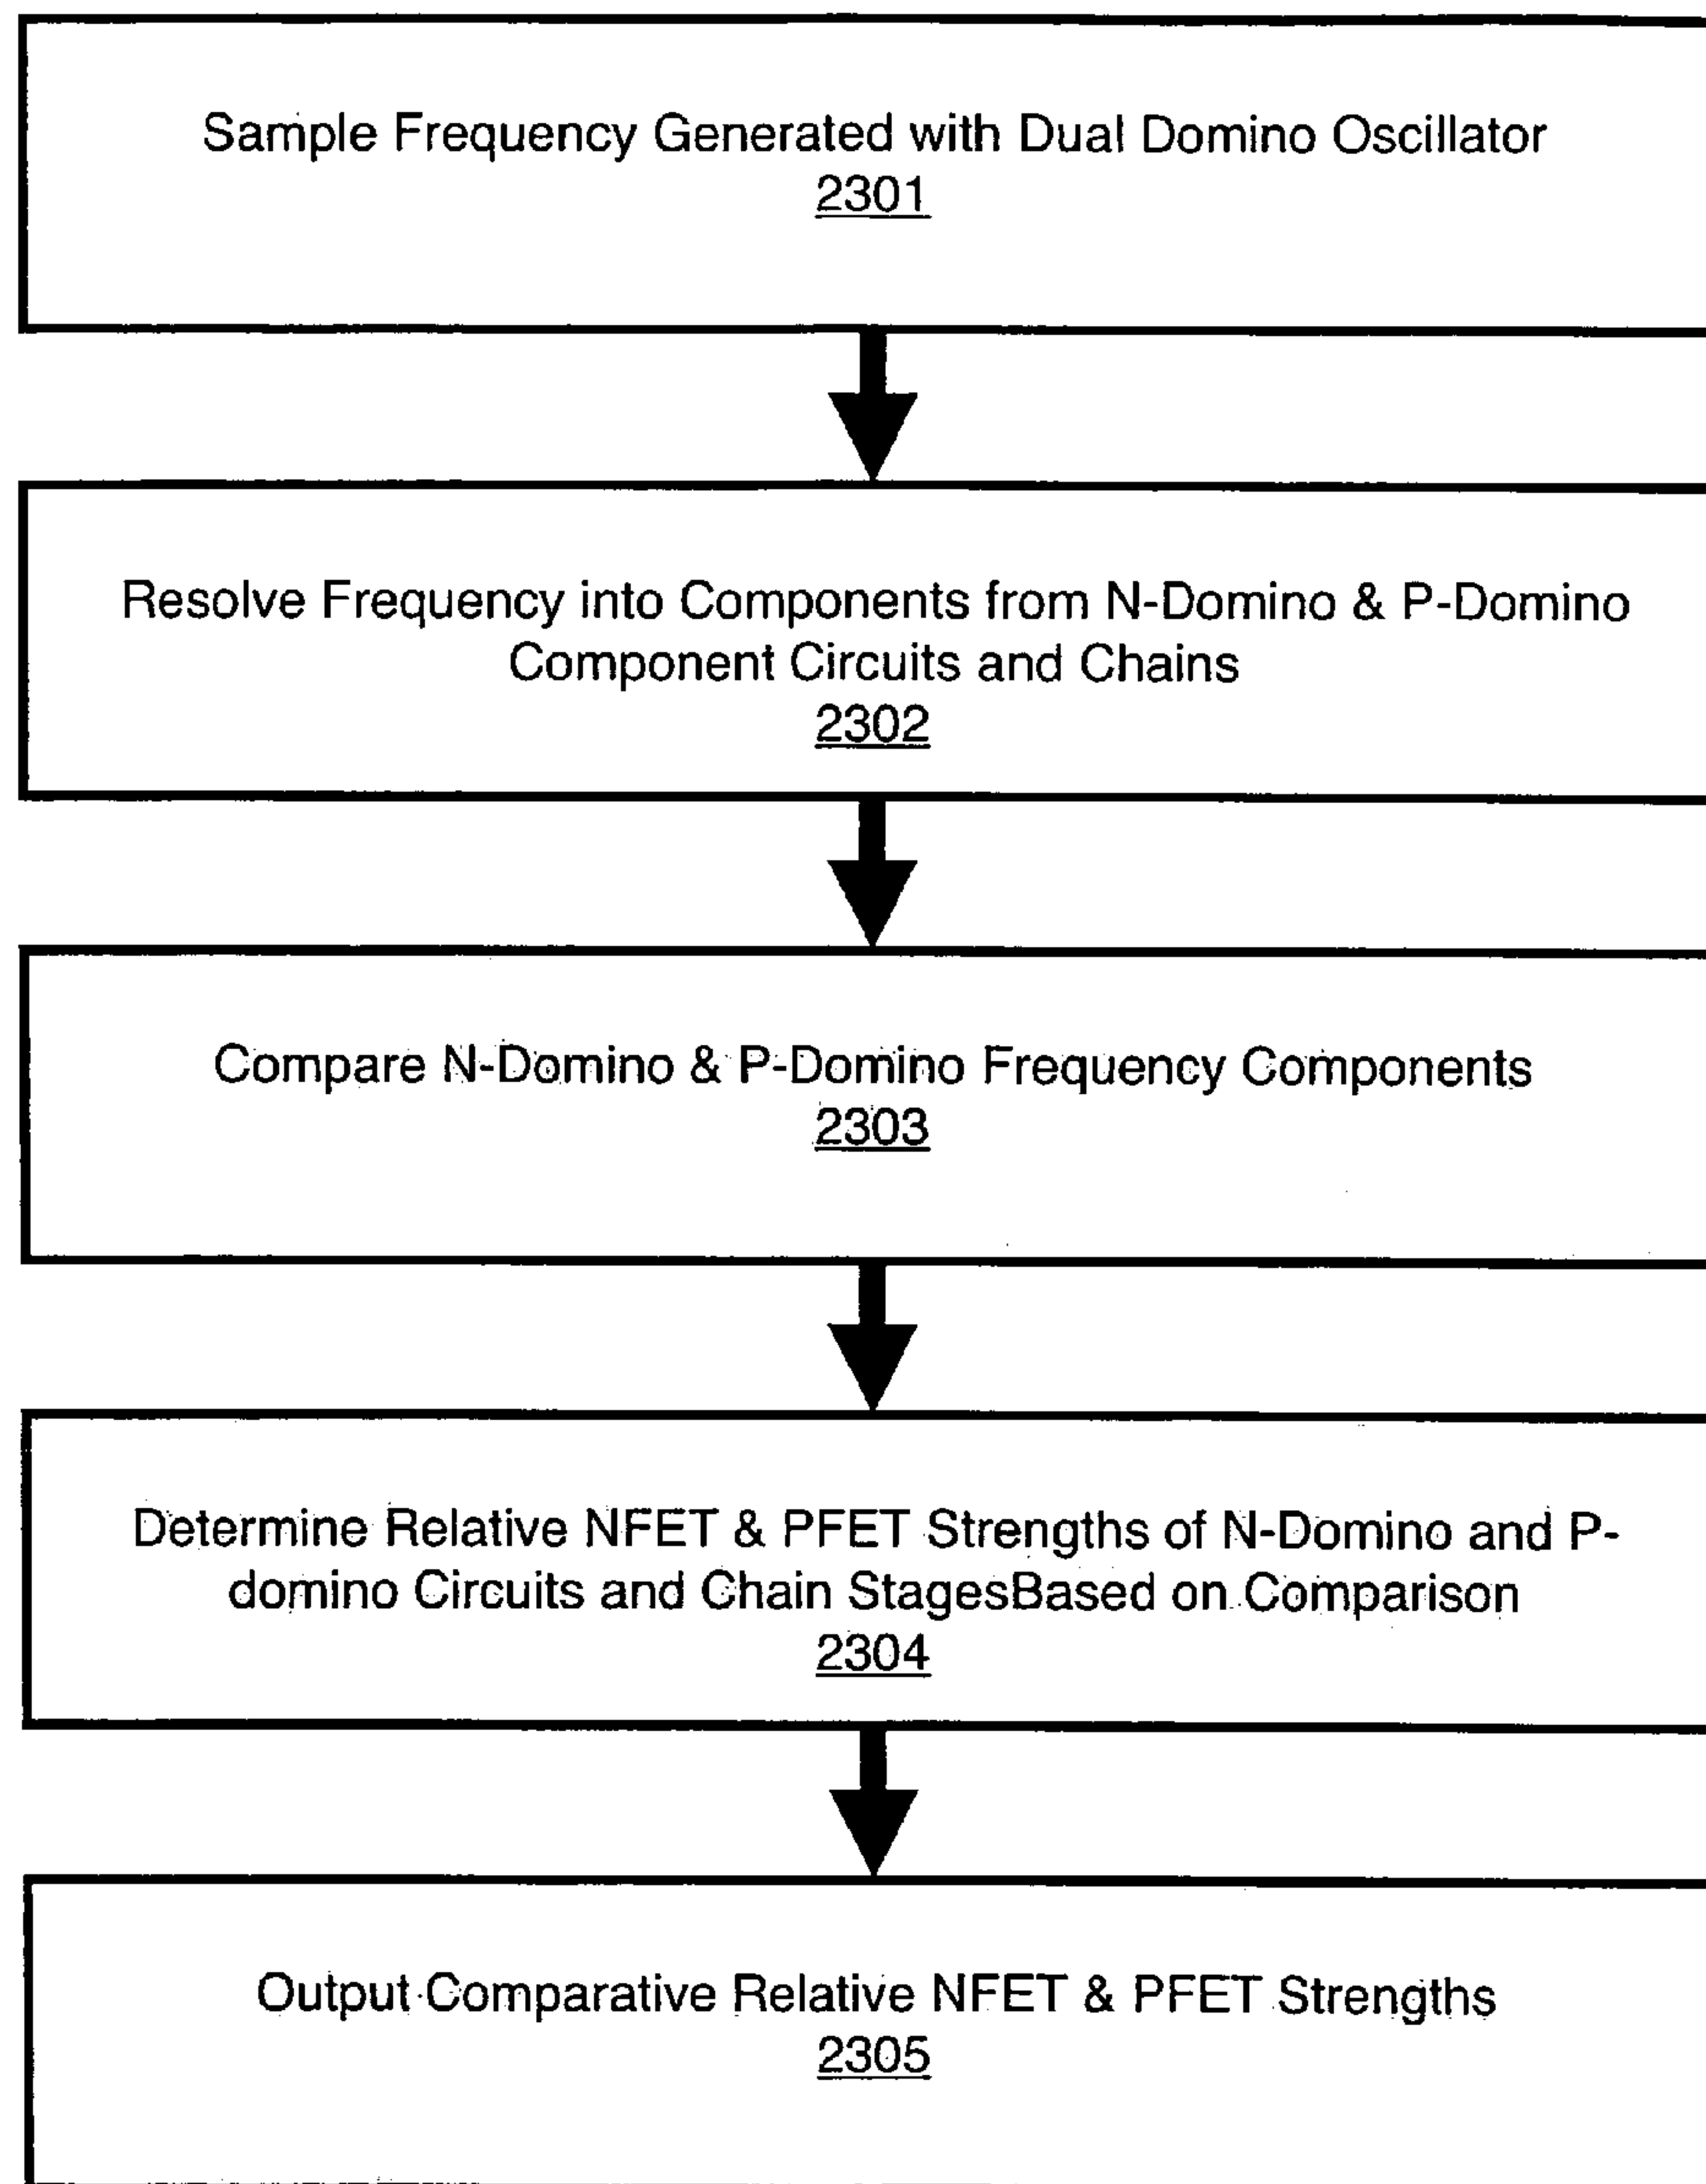 Sample Frequency Generated with Dual Domino Oscillator
2301
Resolve Frequency into Components from N-Domino & P-Domino
Component Circuits and Chains
2302
Compare N-Domino & P-Domino Frequency Components
2303
Determine Relative NFET & PFET Strengths of N-Domino and P-
domino Circuits and Chain StagesBased on Comparison
2304
Output Comparative Relative NFET & PFET Strengths
2305